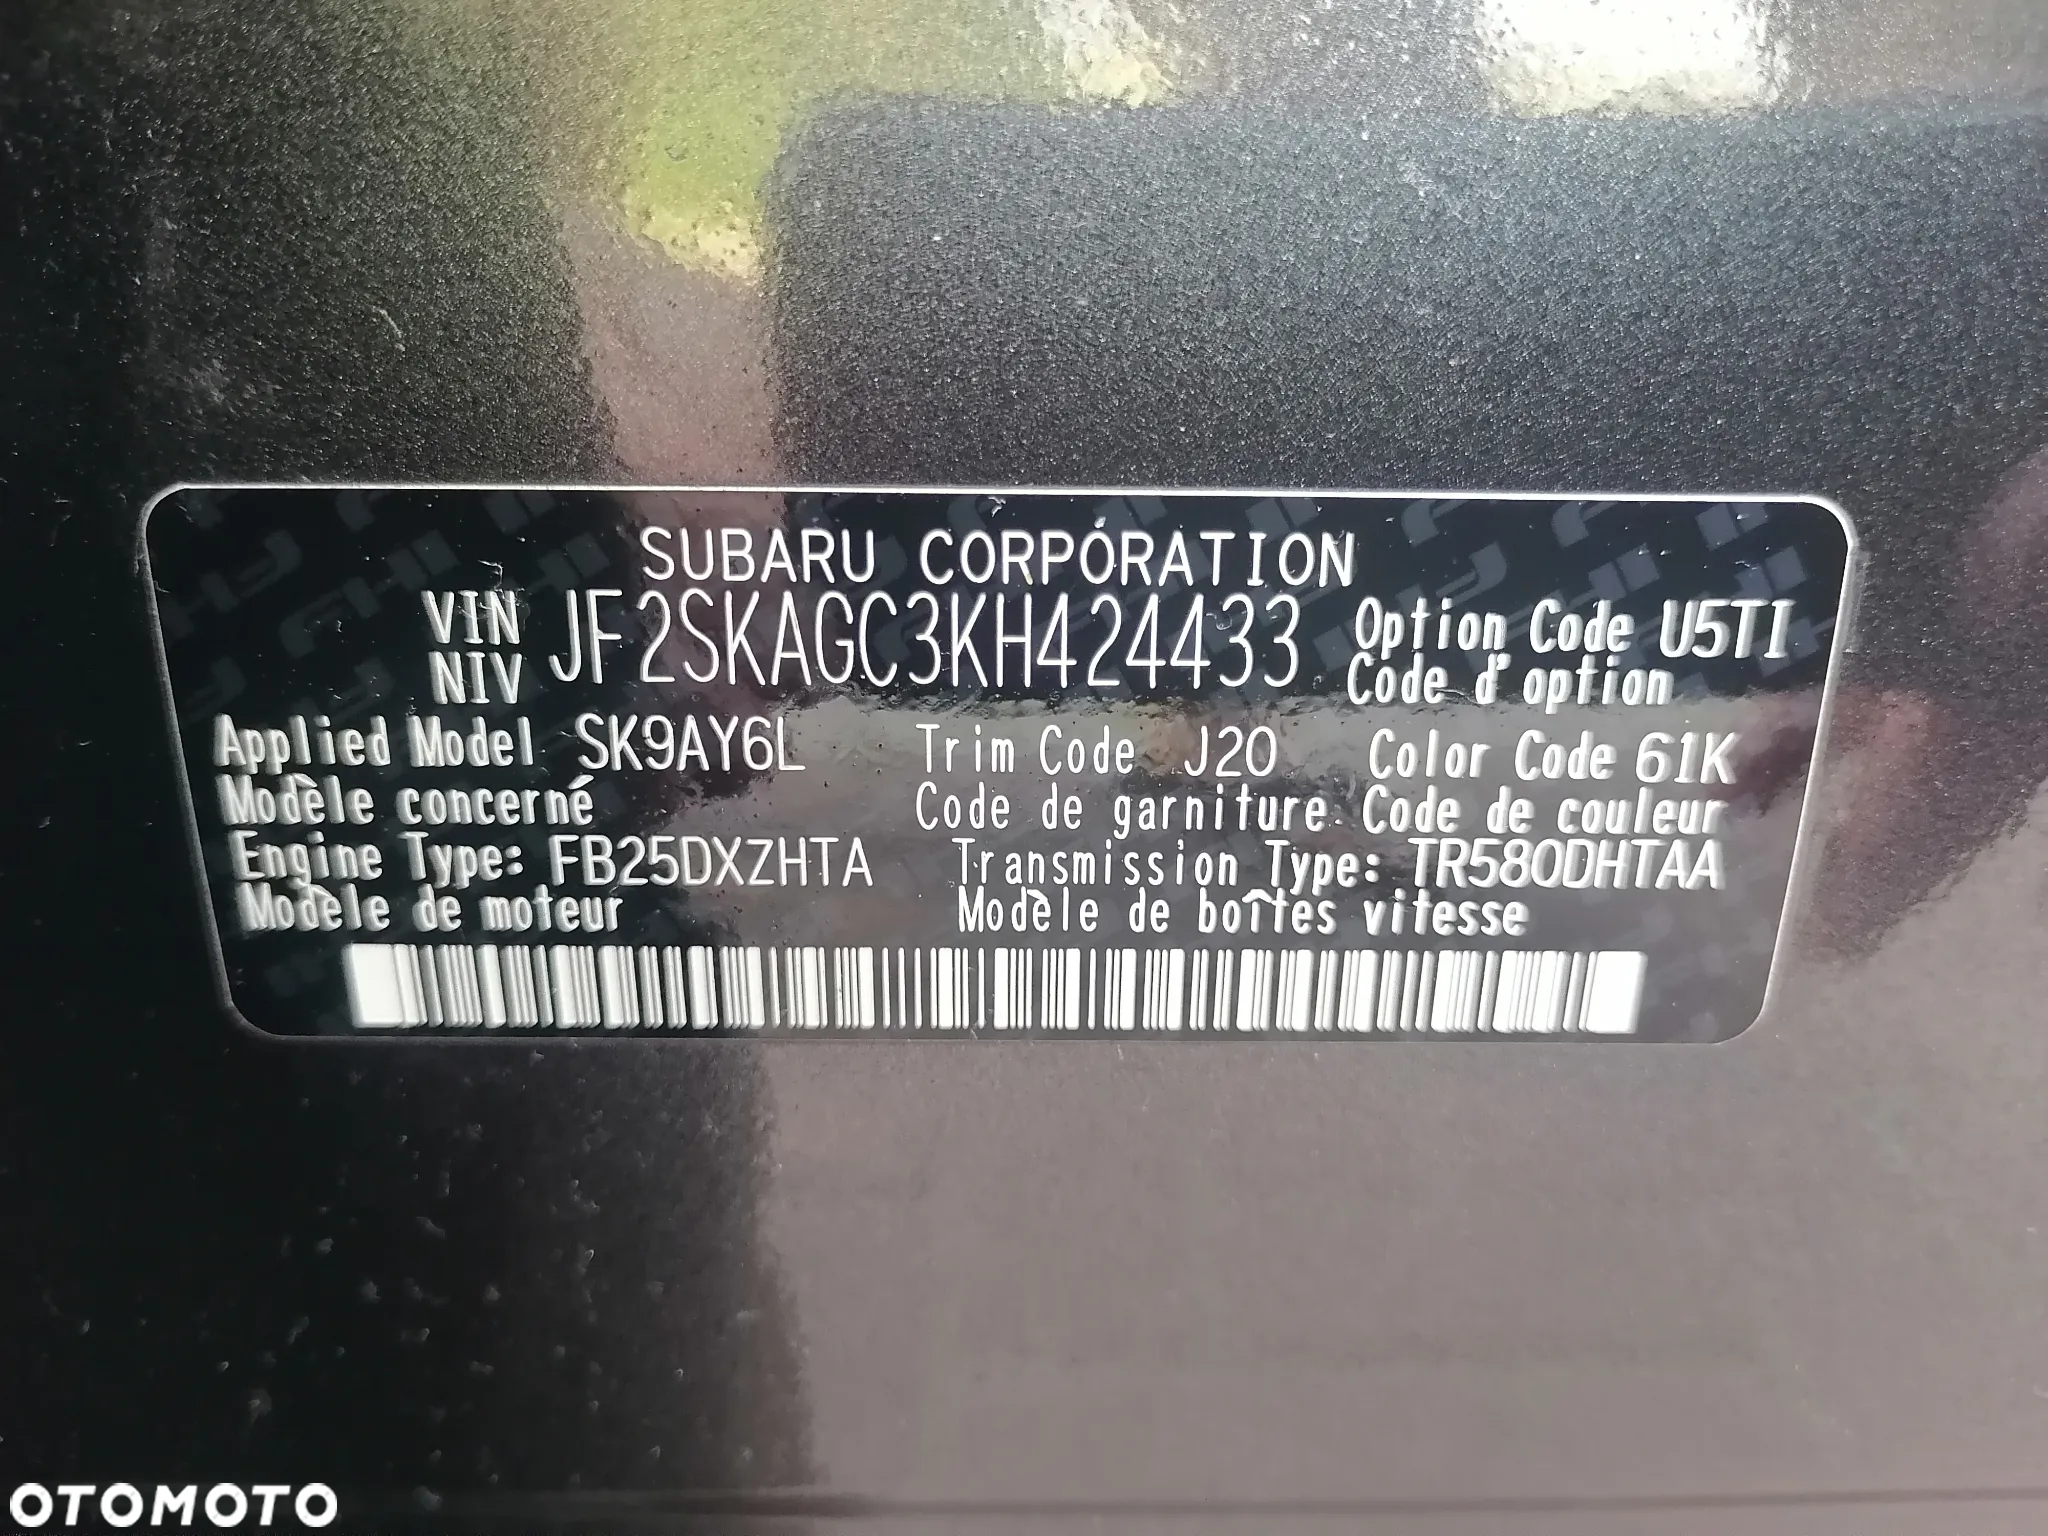 SUBARU CORPORATION
VIN JF2SKAGC3KH424433 Option Code U5TI
NIV Code d'option
Applied Model SK9AY6L Trim Code J20 Color Code 61K
Modèle concerné Code de garniture Code de couleur
Engine Type: FB25DXZHTA Transmission Type: TR580DHTAA
Modèle de moteur Modèle de boîtes vitesse
OTOMOTO